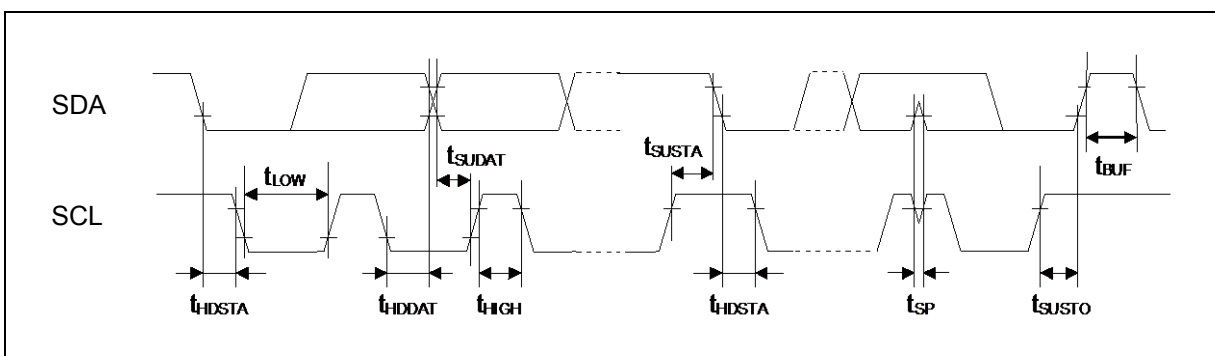 SDA
tSUDAT
tSUSTA
tBUF
tLOW
SCL
tHDSTA
tHDDAT
tHIGH
tHDSTA
tSP
tSUSTO